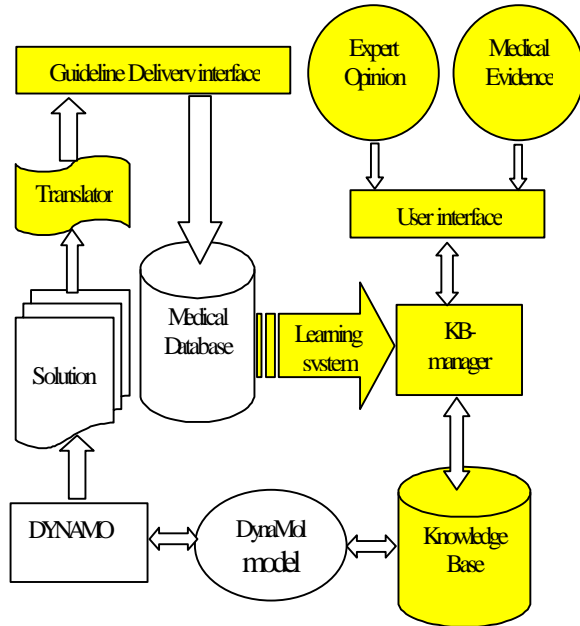 Guideline Delivery interface
Expert
Opinion
Medical
Evidence
Translator
User interface
Solution
Medical
Database
Learning
system
KB-
manager
DYNAMO
DynaMol
model
Knowledge
Base